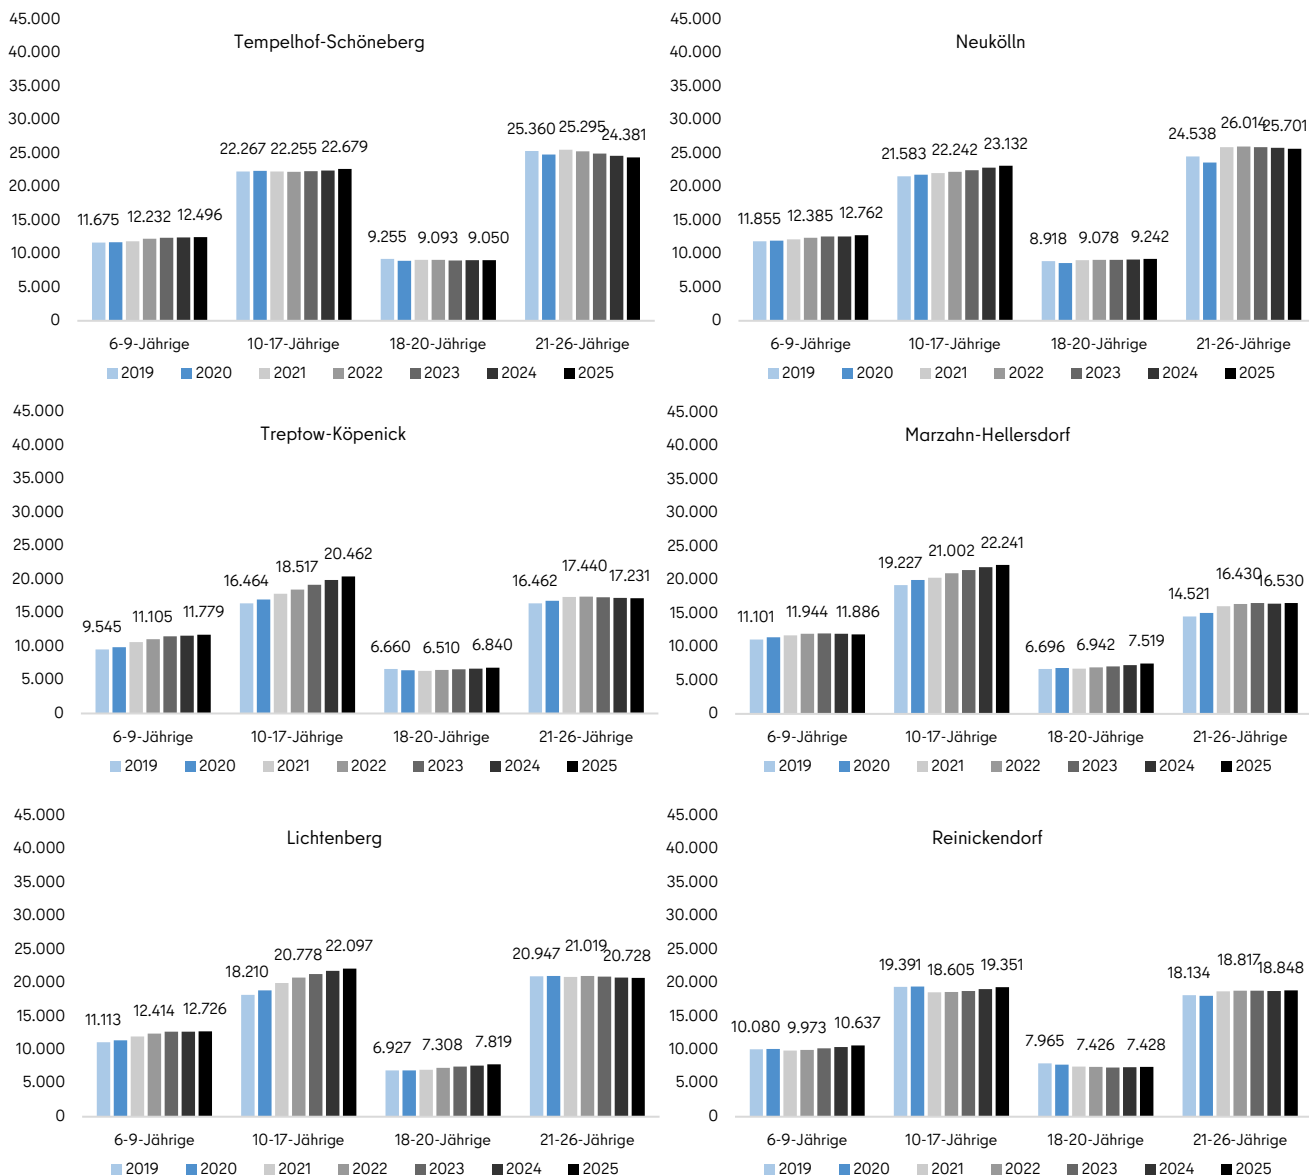 Tempelhof-Schöneberg
45.000
40.000
35.000
30.000
25.000
20.000
15.000
10.000
5.000
0
11.675 12.232 12.496
22.267 22.255 22.679
9.255 9.093 9.050
25.360 25.295 24.381
6-9-Jährige 10-17-Jährige 18-20-Jährige 21-26-Jährige
2019 2020 2021 2022 2023 2024 2025
Neukölln
45.000
40.000
35.000
30.000
25.000
20.000
15.000
10.000
5.000
0
11.855 12.385 12.762
21.583 22.242 23.132
8.918 9.078 9.242
24.538 26.014 25.701
6-9-Jährige 10-17-Jährige 18-20-Jährige 21-26-Jährige
2019 2020 2021 2022 2023 2024 2025
Treptow-Köpenick
45.000
40.000
35.000
30.000
25.000
20.000
15.000
10.000
5.000
0
9.545 11.105 11.779
16.464 18.517 20.462
6.660 6.510 6.840
16.462 17.440 17.231
6-9-Jährige 10-17-Jährige 18-20-Jährige 21-26-Jährige
2019 2020 2021 2022 2023 2024 2025
Marzahn-Hellersdorf
45.000
40.000
35.000
30.000
25.000
20.000
15.000
10.000
5.000
0
11.101 11.944 11.886
19.227 21.002 22.241
6.696 6.942 7.519
14.521 16.430 16.530
6-9-Jährige 10-17-Jährige 18-20-Jährige 21-26-Jährige
2019 2020 2021 2022 2023 2024 2025
Lichtenberg
45.000
40.000
35.000
30.000
25.000
20.000
15.000
10.000
5.000
0
11.113 12.414 12.726
18.210 20.778 22.097
6.927 7.308 7.819
20.947 21.019 20.728
6-9-Jährige 10-17-Jährige 18-20-Jährige 21-26-Jährige
2019 2020 2021 2022 2023 2024 2025
Reinickendorf
45.000
40.000
35.000
30.000
25.000
20.000
15.000
10.000
5.000
0
10.080 9.973 10.637
19.391 18.605 19.351
7.965 7.426 7.428
18.134 18.817 18.848
6-9-Jährige 10-17-Jährige 18-20-Jährige 21-26-Jährige
2019 2020 2021 2022 2023 2024 2025